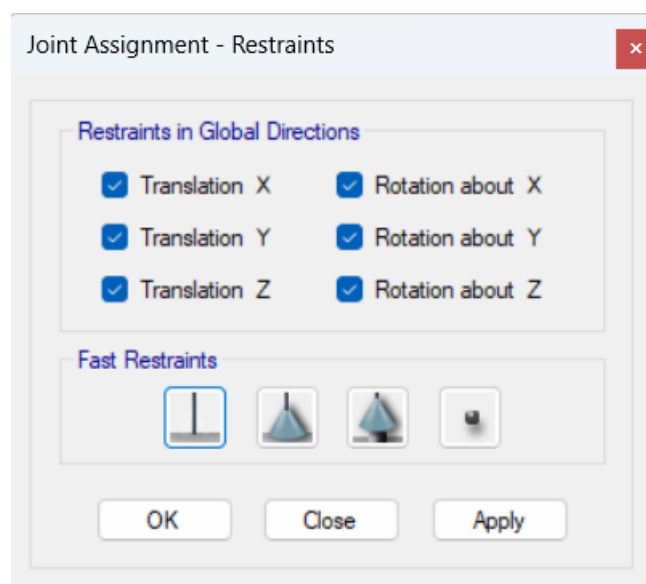 Joint Assignment - Restraints
Restraints in Global Directions
Translation X Rotation about X
Translation Y Rotation about Y
Translation Z Rotation about Z
Fast Restraints
OK Close Apply